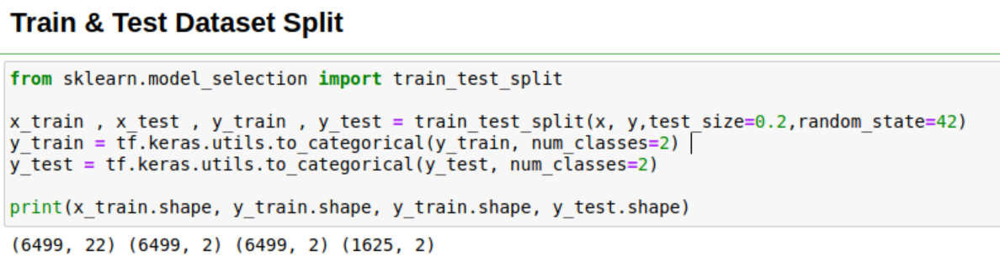 Train & Test Dataset Split
from sklearn.model_selection import train_test_split
x_train , x_test , y_train , y_test = train_test_split(x, y,test_size=0.2,random_state=42)
y_train = tf.keras.utils.to_categorical(y_train, num_classes=2)
y_test = tf.keras.utils.to_categorical(y_test, num_classes=2)
print(x_train.shape, y_train.shape, y_train.shape, y_test.shape)
(6499, 22) (6499, 2) (6499, 2) (1625, 2)